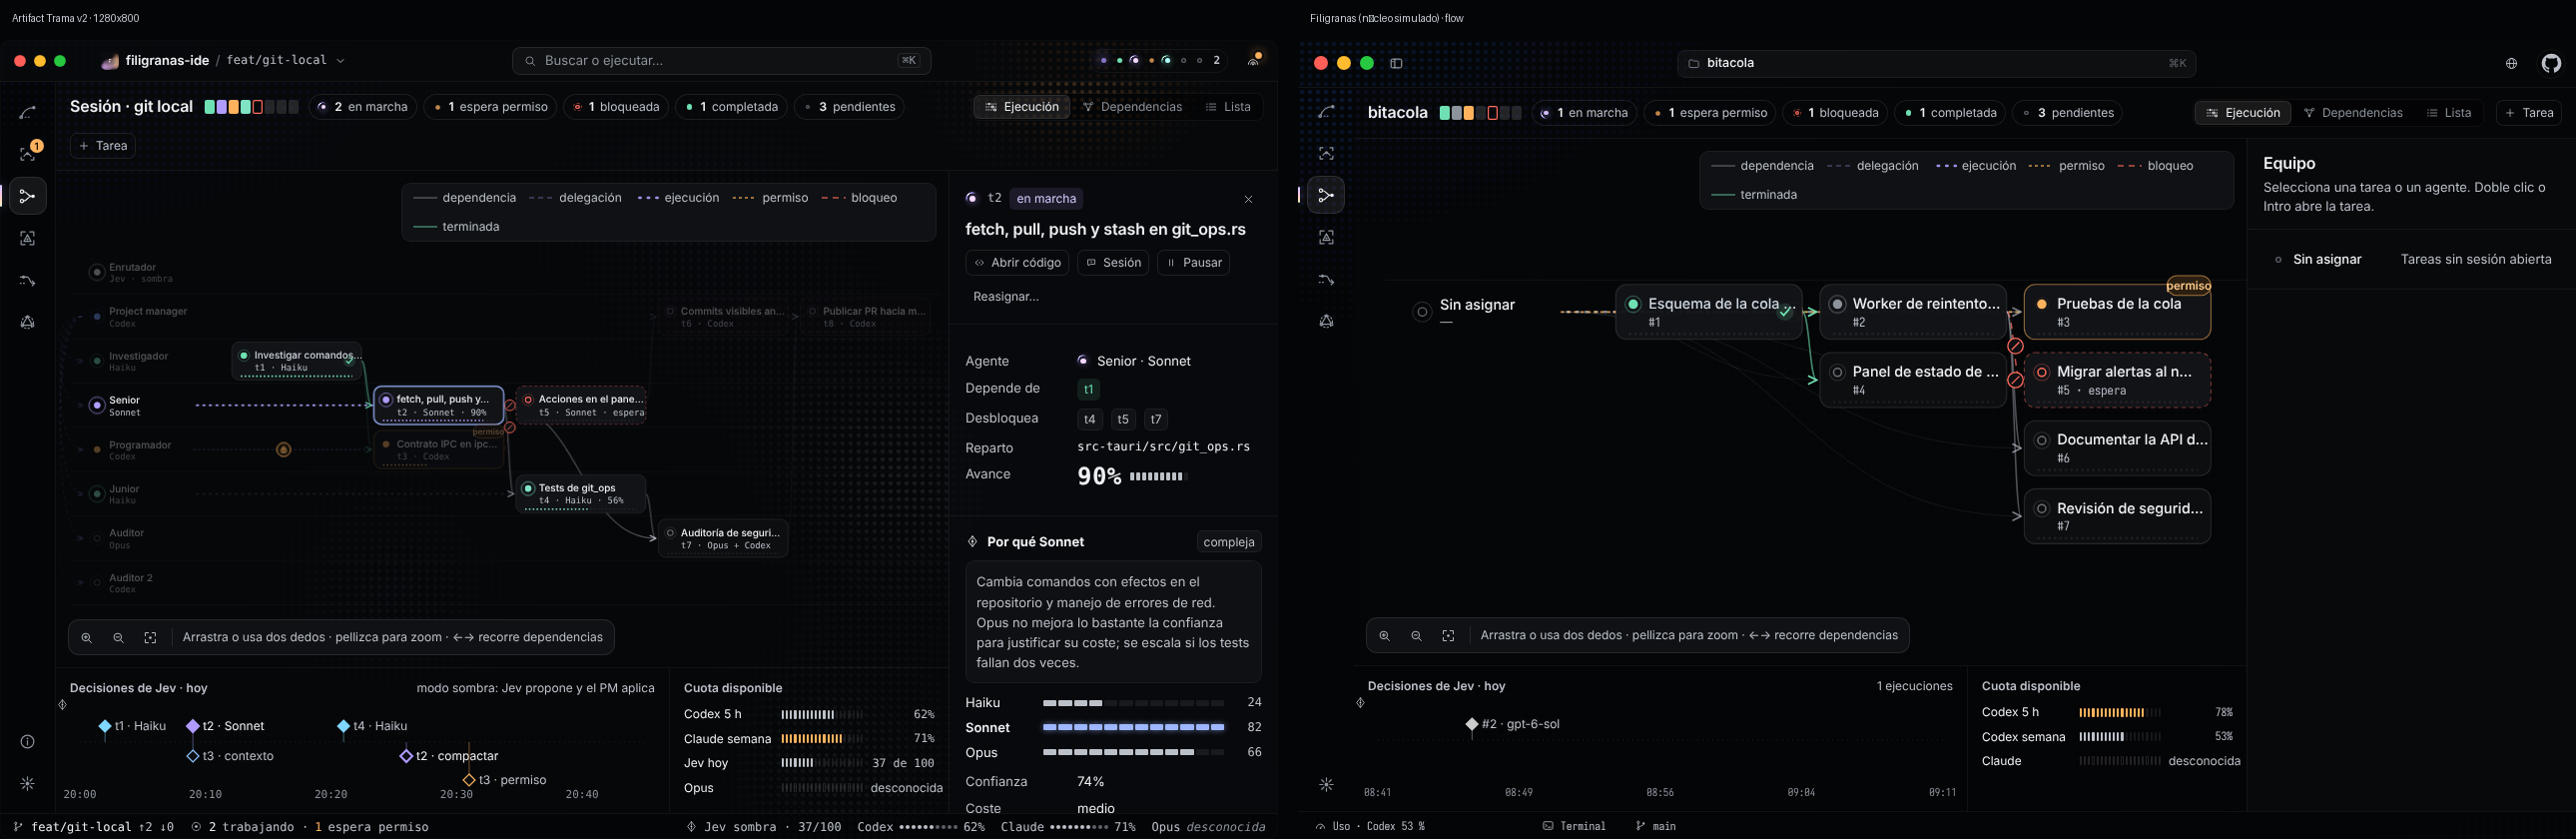 Artifact Trama v2 · 1280x800
filigranas-ide / feat/git-local
Buscar o ejecutar... ⌘K
2
Sesión · git local
2 en marcha
1 espera permiso
1 bloqueada
1 completada
3 pendientes
Ejecución
Dependencias
Lista
+ Tarea
1
dependencia
delegación
ejecución
permiso
bloqueo
terminada
Enrutador
Jev · sombra
Project manager
Codex
Commits visibles an...
t6 · Codex
Publicar PR hacia m...
t8 · Codex
Investigador
Haiku
Investigar comandos...
t1 · Haiku
Senior
Sonnet
fetch, pull, push y...
t2 · Sonnet · 90%
Acciones en el pane...
t5 · Sonnet · espera
permiso
Programador
Codex
Contrato IPC en ipc...
t3 · Codex
Junior
Haiku
Tests de git_ops
t4 · Haiku · 56%
Auditor
Opus
Auditoría de seguri...
t7 · Opus + Codex
Auditor 2
Codex
Arrastra o usa dos dedos · pellizca para zoom · ←→ recorre dependencias
t2 en marcha
fetch, pull, push y stash en git_ops.rs
Abrir código
Sesión
Pausar
Reasignar...
Agente Senior · Sonnet
Depende de t1
Desbloquea t4 t5 t7
Reparto src-tauri/src/git_ops.rs
Avance 90%
Por qué Sonnet compleja
Cambia comandos con efectos en el
repositorio y manejo de errores de red.
Opus no mejora lo bastante la confianza
para justificar su coste; se escala si los tests
fallan dos veces.
Haiku 24
Sonnet 82
Opus 66
Confianza 74%
Coste medio
Decisiones de Jev · hoy
modo sombra: Jev propone y el PM aplica
t1 · Haiku
t2 · Sonnet
t4 · Haiku
t3 · contexto
t2 · compactar
t3 · permiso
20:00 20:10 20:20 20:30 20:40
Cuota disponible
Codex 5 h 62%
Claude semana 71%
Jev hoy 37 de 100
Opus desconocida
feat/git-local ↑2 ↓0
2 trabajando · 1 espera permiso
Jev sombra · 37/100
Codex 62%
Claude 71%
Opus desconocida
simulado) · flow
bitacola ⌘K
bitacola
1 en marcha
1 espera permiso
1 bloqueada
1 completada
3 pendientes
Ejecución
Dependencias
Lista
+ Tarea
dependencia
delegación
ejecución
permiso
bloqueo
terminada
Sin asignar
—
Esquema de la cola...
#1
Worker de reintento...
#2
permiso
Pruebas de la cola
#3
Panel de estado de ...
#4
Migrar alertas al n...
#5 · espera
Documentar la API d...
#6
Revisión de segurid...
#7
Arrastra o usa dos dedos · pellizca para zoom · ←→ recorre dependencias
Equipo
Selecciona una tarea o un agente. Doble clic o
Intro abre la tarea.
Sin asignar Tareas sin sesión abierta
Decisiones de Jev · hoy
1 ejecuciones
#2 · gpt-6-sol
08:41 08:49 08:56 09:04 09:11
Cuota disponible
Codex 5 h 78%
Codex semana 53%
Claude desconocida
Uso · Codex 53 %
Terminal
main